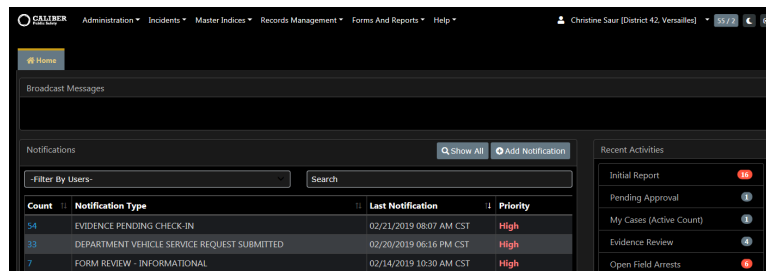 CALIBER Administration Incidents Master Indices Records Management Forms And Reports Help Christine Saur [District 42, Versailles] 55 / 2
Public Safety
Home
Broadcast Messages
Notifications Show All Add Notification
-Filter By Users- Search
Count Notification Type Last Notification Priority
54 EVIDENCE PENDING CHECK-IN 02/21/2019 08:07 AM CST High
33 DEPARTMENT VEHICLE SERVICE REQUEST SUBMITTED 02/20/2019 06:16 PM CST High
7 FORM REVIEW - INFORMATIONAL 02/14/2019 10:30 AM CST High
Recent Activities
Initial Report 16
Pending Approval 1
My Cases (Active Count) 1
Evidence Review 4
Open Field Arrests 6